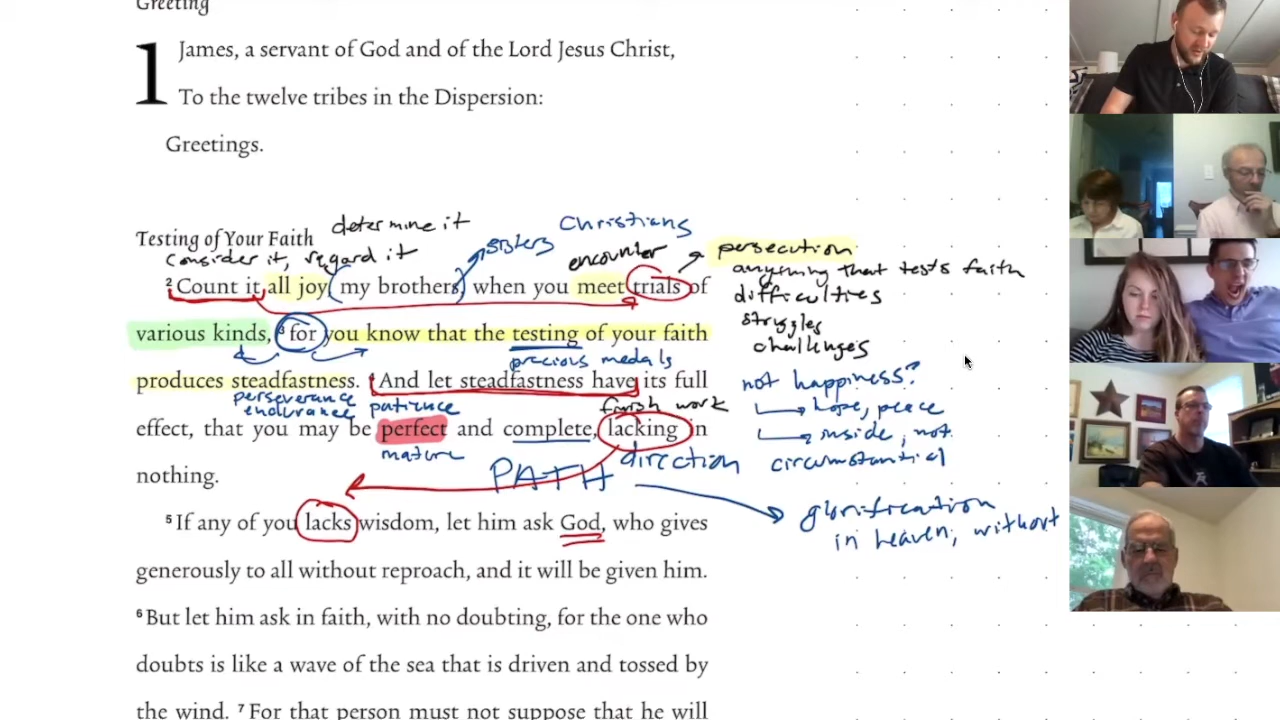 Greeting
1 James, a servant of God and of the Lord Jesus Christ,
To the twelve tribes in the Dispersion:
Greetings.
determine it
Christians
Testing of Your Faith
consider it, regard it
sisters
encounter
persecution
anything that tests faith
2 Count it all joy (my brothers) when you meet trials of
difficulties
struggles
various kinds, 3 for you know that the testing of your faith
challenges
precious medals
produces steadfastness. 4 And let steadfastness have its full
not happiness?
perseverance
endurance
patience
finish work
hope, peace
effect, that you may be perfect and complete, lacking in
inside, not
circumstantial
mature
direction
PATH
nothing.
glorification
in heaven, without
5 If any of you lacks wisdom, let him ask God, who gives
generously to all without reproach, and it will be given him.
6 But let him ask in faith, with no doubting, for the one who
doubts is like a wave of the sea that is driven and tossed by
the wind. 7 For that person must not suppose that he will